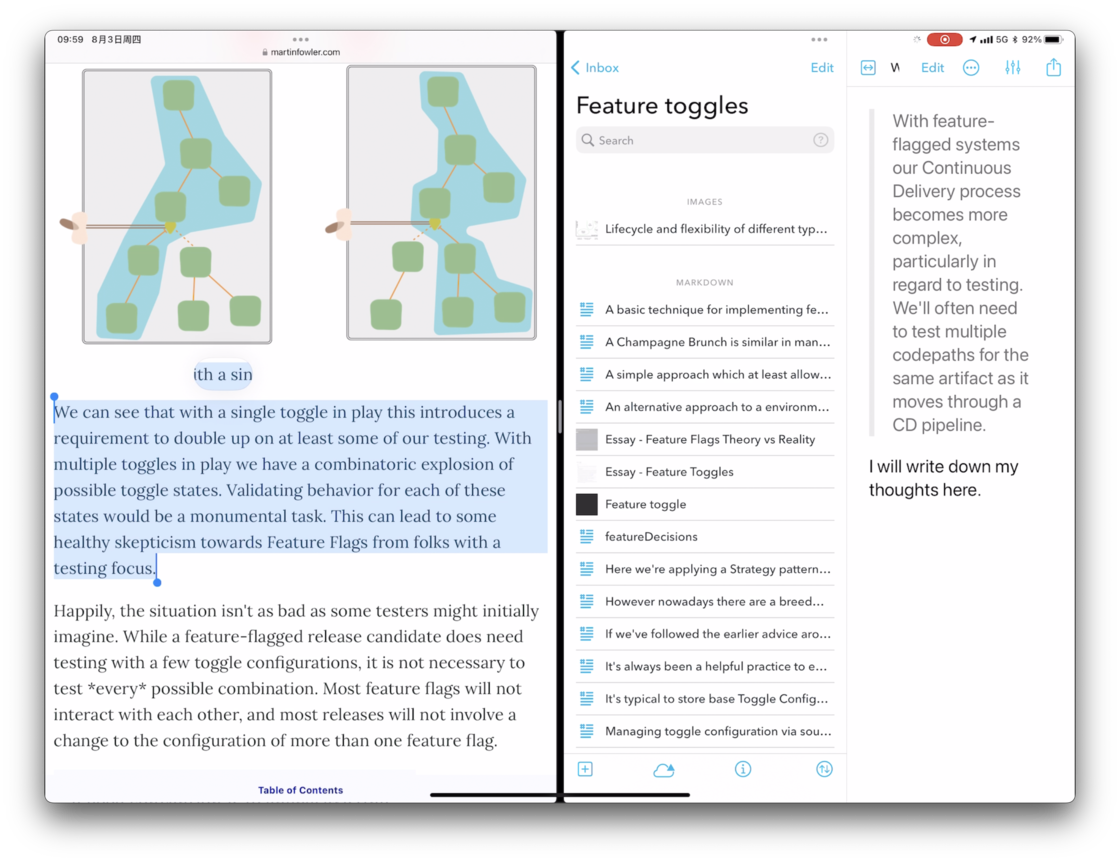 09:59 8月3日周四
martinfowler.com
ith a sin
We can see that with a single toggle in play this introduces a
requirement to double up on at least some of our testing. With
multiple toggles in play we have a combinatoric explosion of
possible toggle states. Validating behavior for each of these
states would be a monumental task. This can lead to some
healthy skepticism towards Feature Flags from folks with a
testing focus.
Happily, the situation isn't as bad as some testers might initially
imagine. While a feature-flagged release candidate does need
testing with a few toggle configurations, it is not necessary to
test *every* possible combination. Most feature flags will not
interact with each other, and most releases will not involve a
change to the configuration of more than one feature flag.
Table of Contents
Inbox
Edit
Feature toggles
Search
?
IMAGES
Lifecycle and flexibility of different typ...
MARKDOWN
A basic technique for implementing fe...
A Champagne Brunch is similar in man...
A simple approach which at least allow...
An alternative approach to a environm...
Essay - Feature Flags Theory vs Reality
Essay - Feature Toggles
Feature toggle
featureDecisions
Here we're applying a Strategy pattern...
However nowadays there are a breed...
If we've followed the earlier advice aro...
It's always been a helpful practice to e...
It's typical to store base Toggle Config...
Managing toggle configuration via sou...
5G 92%
Edit
With feature-
flagged systems
our Continuous
Delivery process
becomes more
complex,
particularly in
regard to testing.
We'll often need
to test multiple
codepaths for the
same artifact as it
moves through a
CD pipeline.
I will write down my
thoughts here.